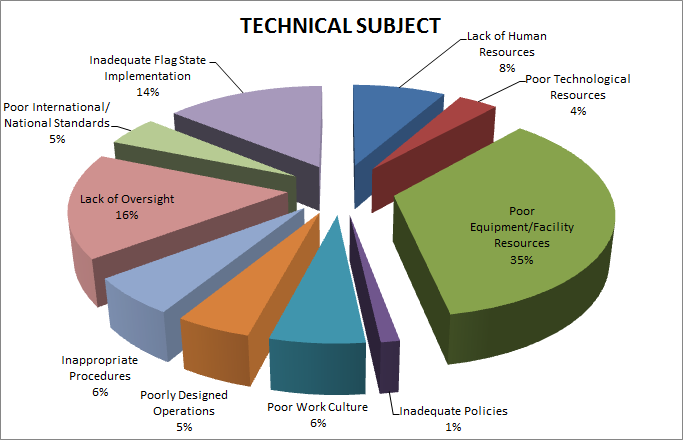 TECHNICAL SUBJECT
Lack of Human
Resources
8%
Poor Technological
Resources
4%
Poor
Equipment/Facility
Resources
35%
Inadequate Policies
1%
Poor Work Culture
6%
Poorly Designed
Operations
5%
Inappropriate
Procedures
6%
Lack of Oversight
16%
Poor International/
National Standards
5%
Inadequate Flag State
Implementation
14%